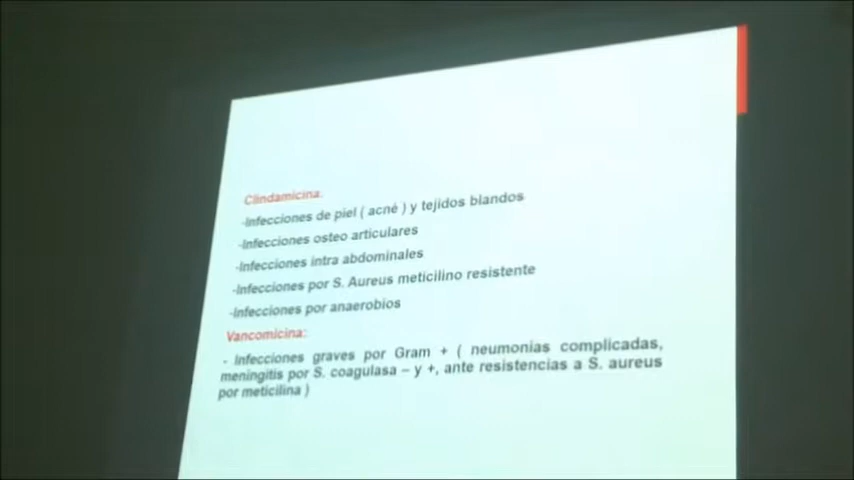 Clindamicina:
-Infecciones de piel ( acné ) y tejidos blandos
-Infecciones osteo articulares
-Infecciones intra abdominales
-Infecciones por S. Aureus meticilino resistente
-Infecciones por anaerobios
Vancomicina:
- Infecciones graves por Gram + ( neumonias complicadas,
meningitis por S. coagulasa – y +, ante resistencias a S. aureus
por meticilina )